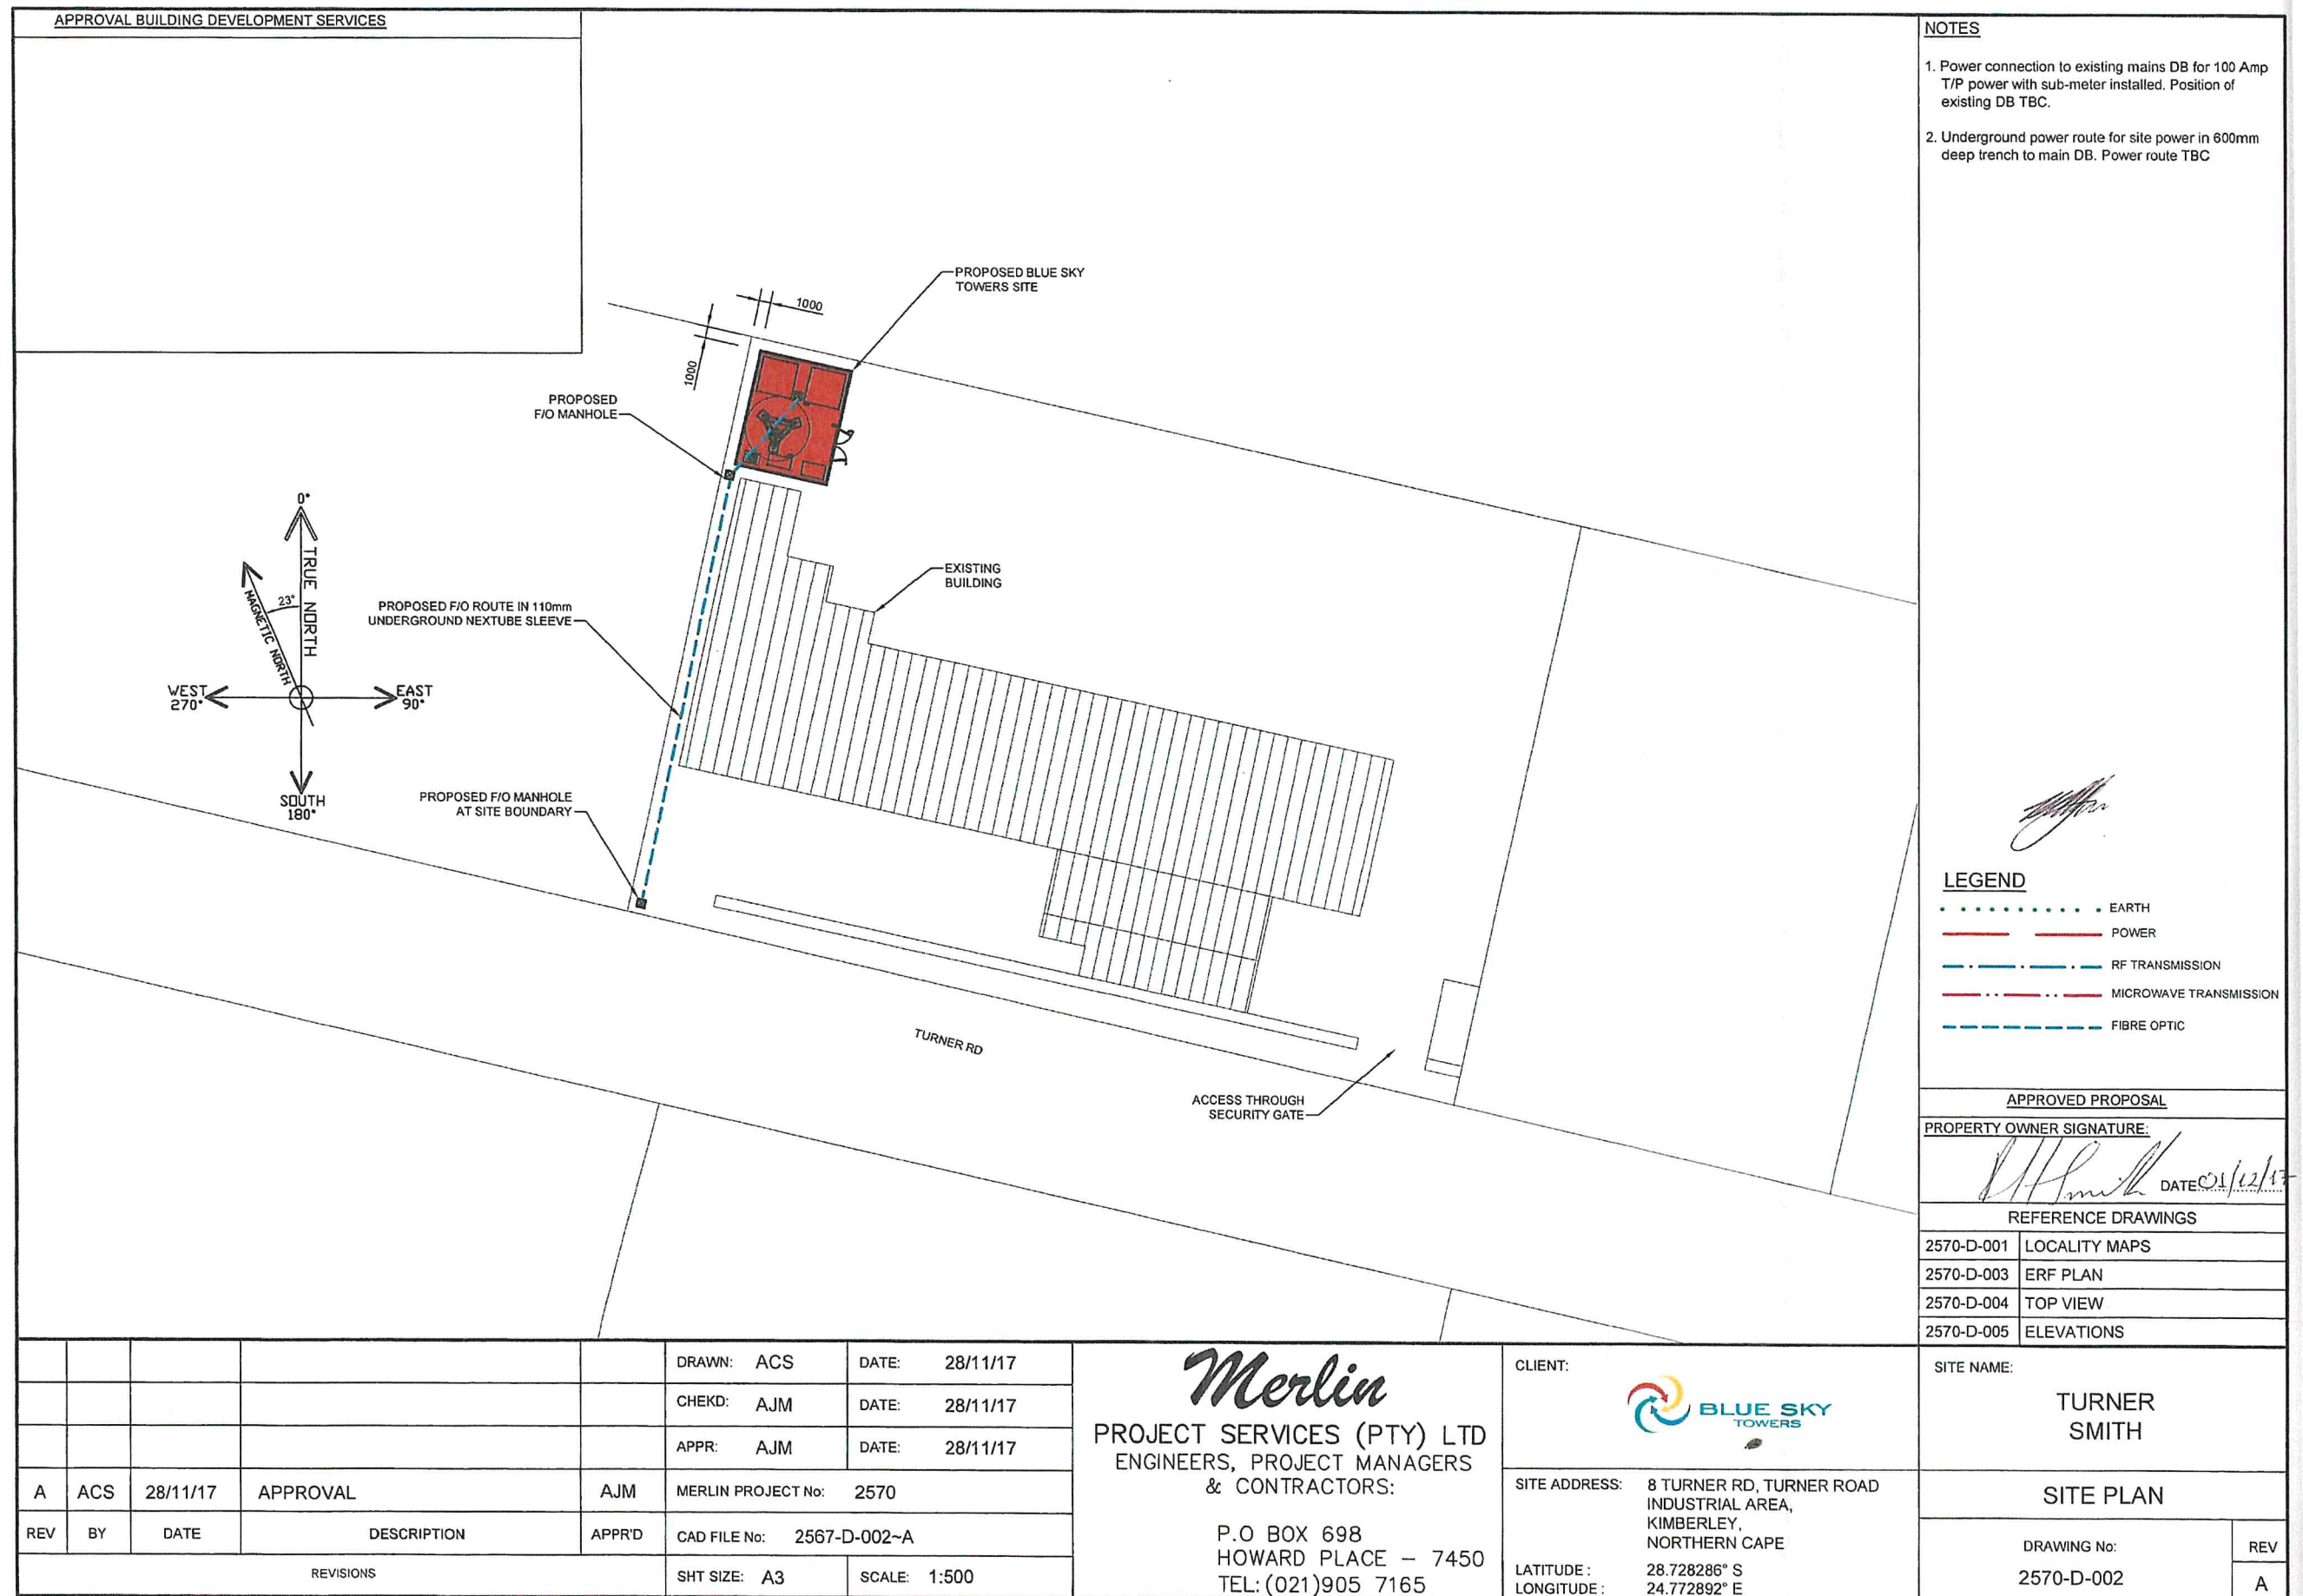 APPROVAL BUILDING DEVELOPMENT SERVICES
NOTES
1. Power connection to existing mains DB for 100 Amp
T/P power with sub-meter installed. Position of
existing DB TBC.
2. Underground power route for site power in 600mm
deep trench to main DB. Power route TBC
PROPOSED BLUE SKY
TOWERS SITE
1000
1000
PROPOSED
F/O MANHOLE
0°
TRUE NORTH
MAGNETIC NORTH
23°
WEST
270°
EAST
90°
SOUTH
180°
EXISTING
BUILDING
PROPOSED F/O ROUTE IN 110mm
UNDERGROUND NEXTUBE SLEEVE
PROPOSED F/O MANHOLE
AT SITE BOUNDARY
TURNER RD
ACCESS THROUGH
SECURITY GATE
LEGEND
EARTH
POWER
RF TRANSMISSION
MICROWAVE TRANSMISSION
FIBRE OPTIC
APPROVED PROPOSAL
PROPERTY OWNER SIGNATURE:
DATE 01/12/17
REFERENCE DRAWINGS
2570-D-001 LOCALITY MAPS
2570-D-003 ERF PLAN
2570-D-004 TOP VIEW
2570-D-005 ELEVATIONS
A ACS 28/11/17 APPROVAL AJM
REV BY DATE DESCRIPTION APPR'D
REVISIONS
DRAWN: ACS DATE: 28/11/17
CHEKD: AJM DATE: 28/11/17
APPR: AJM DATE: 28/11/17
MERLIN PROJECT No: 2570
CAD FILE No: 2567-D-002~A
SHT SIZE: A3 SCALE: 1:500
Merlin
PROJECT SERVICES (PTY) LTD
ENGINEERS, PROJECT MANAGERS
& CONTRACTORS:
P.O BOX 698
HOWARD PLACE - 7450
TEL:(021)905 7165
CLIENT:
BLUE SKY
TOWERS
SITE ADDRESS: 8 TURNER RD, TURNER ROAD
INDUSTRIAL AREA,
KIMBERLEY,
NORTHERN CAPE
LATITUDE : 28.728286° S
LONGITUDE : 24.772892° E
SITE NAME:
TURNER
SMITH
SITE PLAN
DRAWING No:
2570-D-002
REV
A